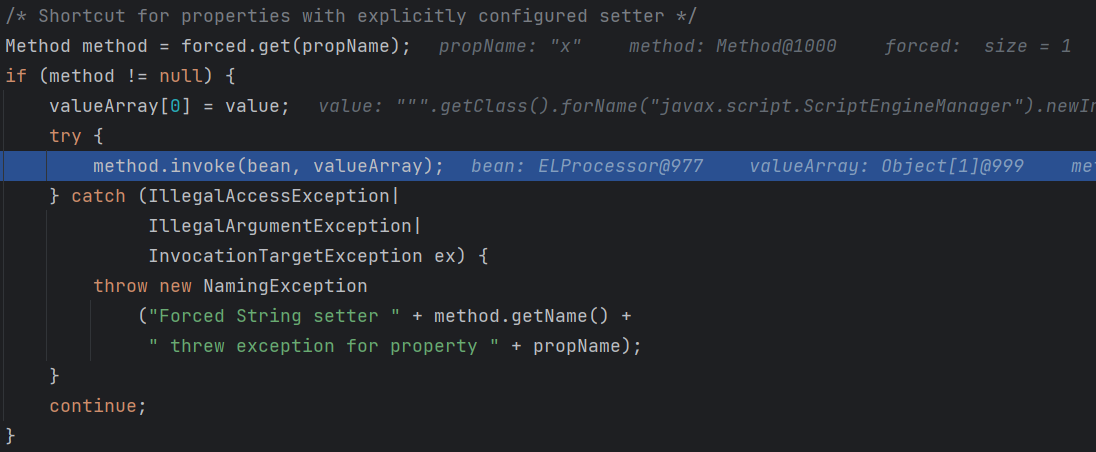 /* Shortcut for properties with explicitly configured setter */
Method method = forced.get(propName);   propName: "x"    method: Method@1000    forced:  size = 1
if (method != null) {
    valueArray[0] = value;   value: """.getClass().forName("javax.script.ScriptEngineManager").newIn
    try {
        method.invoke(bean, valueArray);   bean: ELProcessor@977    valueArray: Object[1]@999    met
    } catch (IllegalAccessException|
             IllegalArgumentException|
             InvocationTargetException ex) {
        throw new NamingException
            ("Forced String setter " + method.getName() +
             " threw exception for property " + propName);
    }
    continue;
}